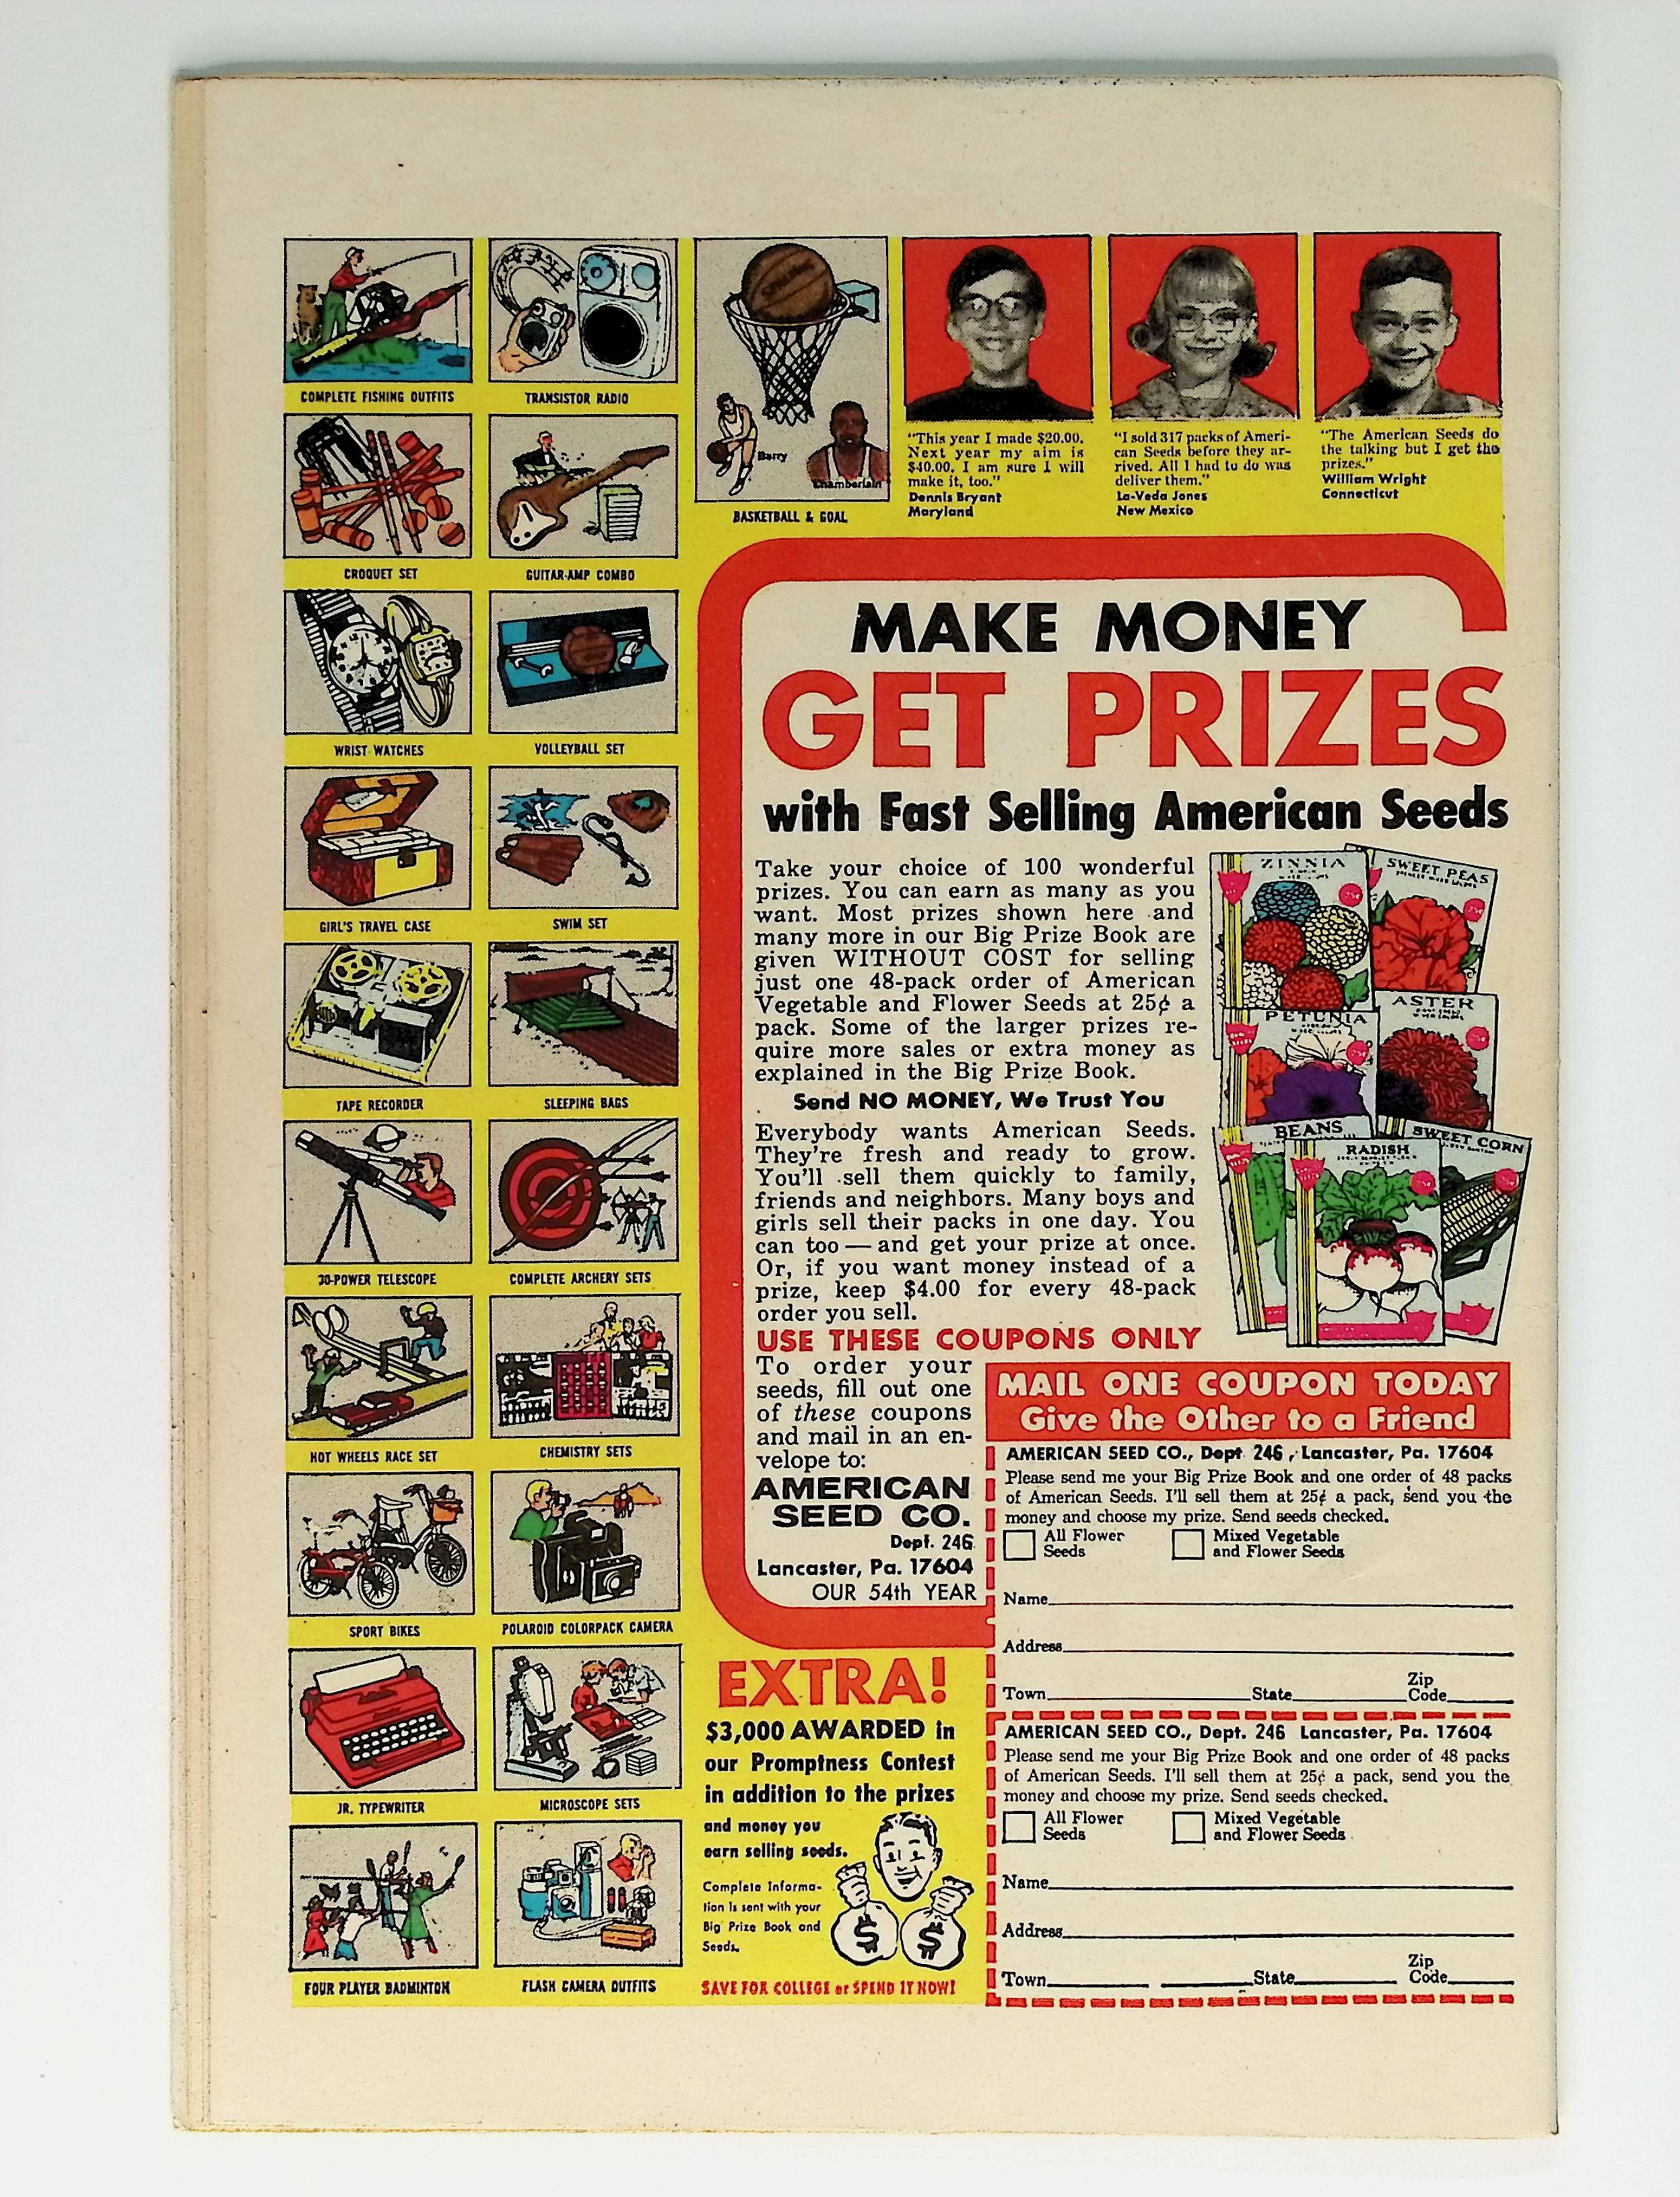 COMPLETE FISHING OUTFITS
TRANSISTOR RADIO
CROQUET SET
GUITAR-AMP COMBO
WRIST WATCHES
VOLLEYBALL SET
GIRL'S TRAVEL CASE
SWIM SET
TAPE RECORDER
SLEEPING BAGS
30-POWER TELESCOPE
COMPLETE ARCHERY SETS
HOT WHEELS RACE SET
CHEMISTRY SETS
SPORT BIKES
POLAROID COLORPACK CAMERA
JR. TYPEWRITER
MICROSCOPE SETS
FOUR PLAYER BADMINTON
FLASH CAMERA OUTFITS
Barry
Chamberlain
BASKETBALL & GOAL
"This year I made $20.00.
Next year my aim is
$40.00. I am sure I will
make it, too."
Dennis Bryant
Maryland
"I sold 317 packs of Ameri-
can Seeds before they ar-
rived. All I had to do was
deliver them."
La-Veda Jones
New Mexico
"The American Seeds do
the talking but I get the
prizes."
William Wright
Connecticut
MAKE MONEY
GET PRIZES
with Fast Selling American Seeds
Take your choice of 100 wonderful
prizes. You can earn as many as you
want. Most prizes shown here and
many more in our Big Prize Book are
given WITHOUT COST for selling
just one 48-pack order of American
Vegetable and Flower Seeds at 25¢ a
pack. Some of the larger prizes re-
quire more sales or extra money as
explained in the Big Prize Book.
Send NO MONEY, We Trust You
Everybody wants American Seeds.
They're fresh and ready to grow.
You'll sell them quickly to family,
friends and neighbors. Many boys and
girls sell their packs in one day. You
can too — and get your prize at once.
Or, if you want money instead of a
prize, keep $4.00 for every 48-pack
order you sell.
ZINNIA
SWEET PEAS
PETUNIA
ASTER
BEANS
RADISH
SWEET CORN
USE THESE COUPONS ONLY
To order your
seeds, fill out one
of these coupons
and mail in an en-
velope to:
AMERICAN
SEED CO.
Dept. 246
Lancaster, Pa. 17604
OUR 54th YEAR
MAIL ONE COUPON TODAY
Give the Other to a Friend
AMERICAN SEED CO., Dept. 246, Lancaster, Pa. 17604
Please send me your Big Prize Book and one order of 48 packs
of American Seeds. I'll sell them at 25¢ a pack, send you the
money and choose my prize. Send seeds checked.
All Flower
Seeds
Mixed Vegetable
and Flower Seeds
Name
Address
Town State Zip
Code
AMERICAN SEED CO., Dept. 246 Lancaster, Pa. 17604
Please send me your Big Prize Book and one order of 48 packs
of American Seeds. I'll sell them at 25¢ a pack, send you the
money and choose my prize. Send seeds checked.
All Flower
Seeds
Mixed Vegetable
and Flower Seeds
Name
Address
Town State Zip
Code
EXTRA!
$3,000 AWARDED in
our Promptness Contest
in addition to the prizes
and money you
earn selling seeds.
Complete Informa-
tion is sent with your
Big Prize Book and
Seeds.
$ $
SAVE FOR COLLEGE or SPEND IT NOW!